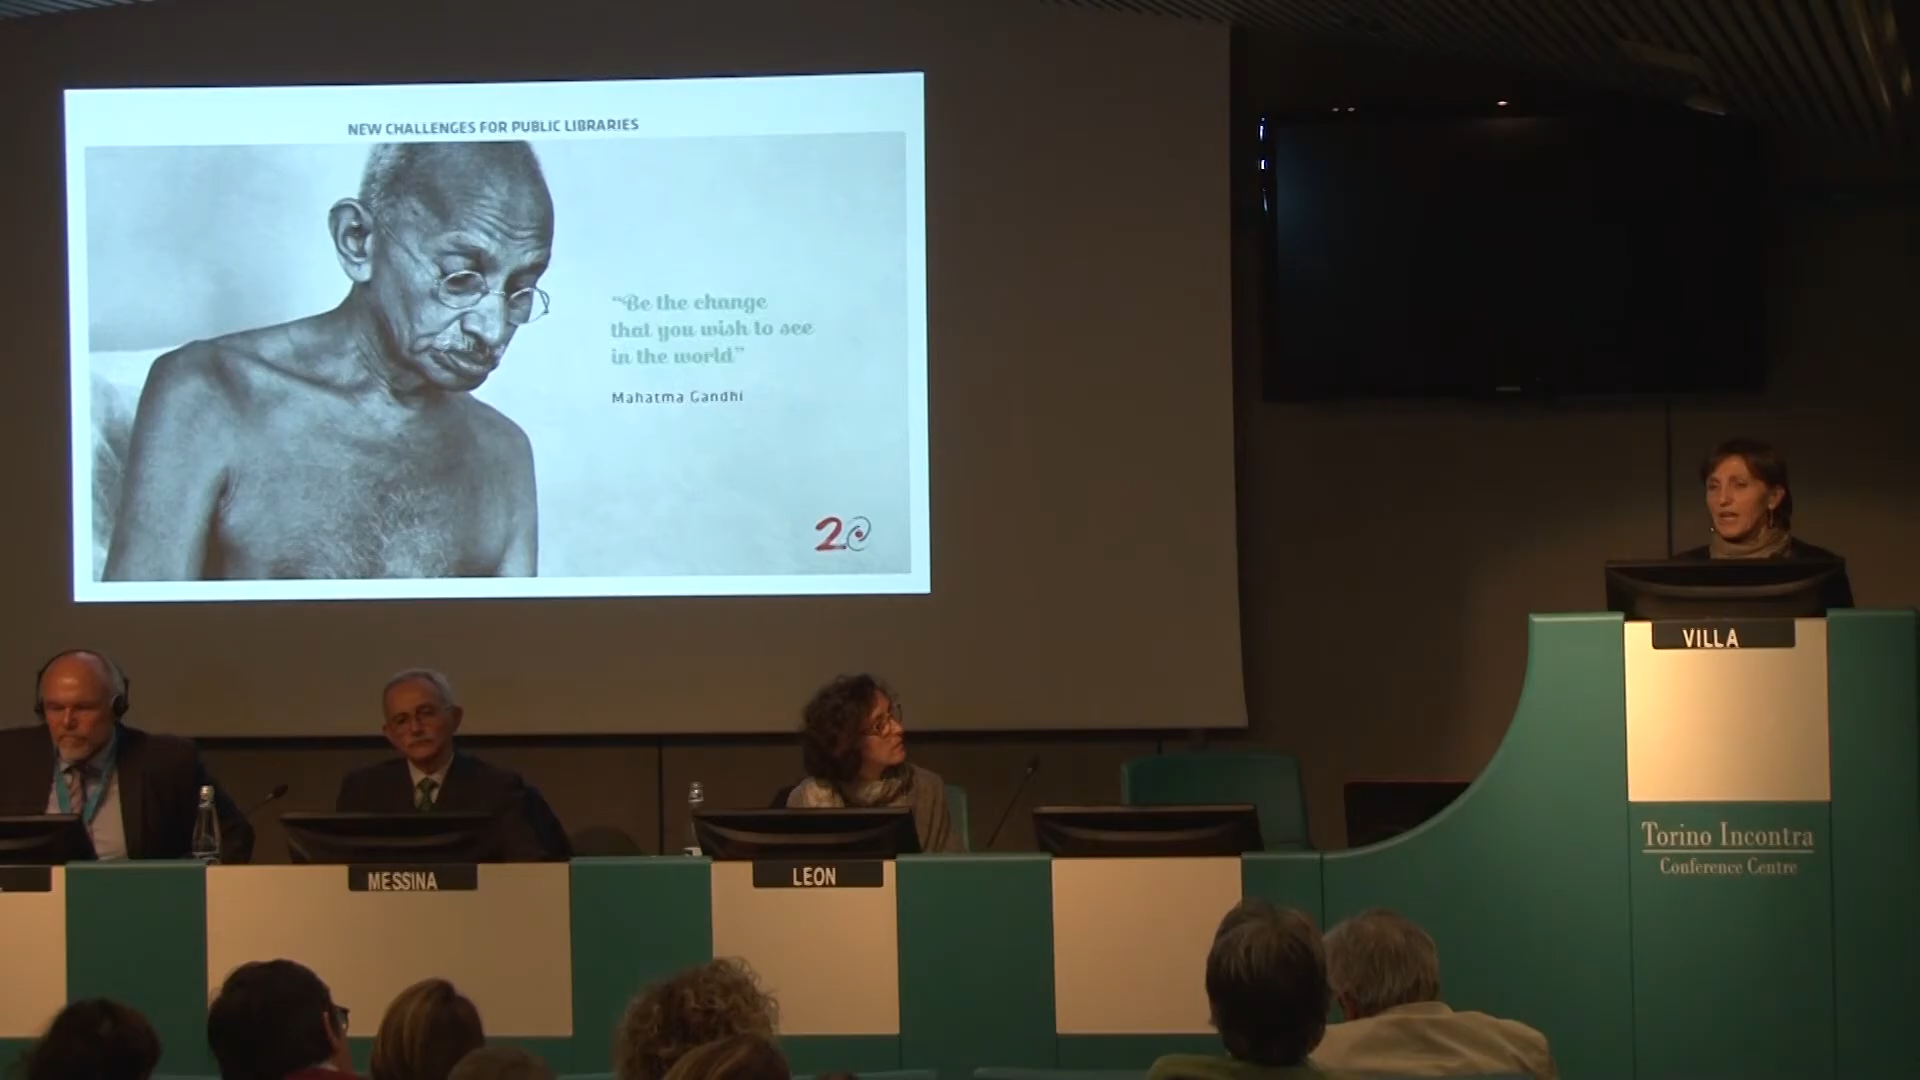 NEW CHALLENGES FOR PUBLIC LIBRARIES
“Be the change
that you wish to see
in the world”
Mahatma Gandhi
20
VILLA
Torino Incontra
Conference Centre
MESSINA
LEON